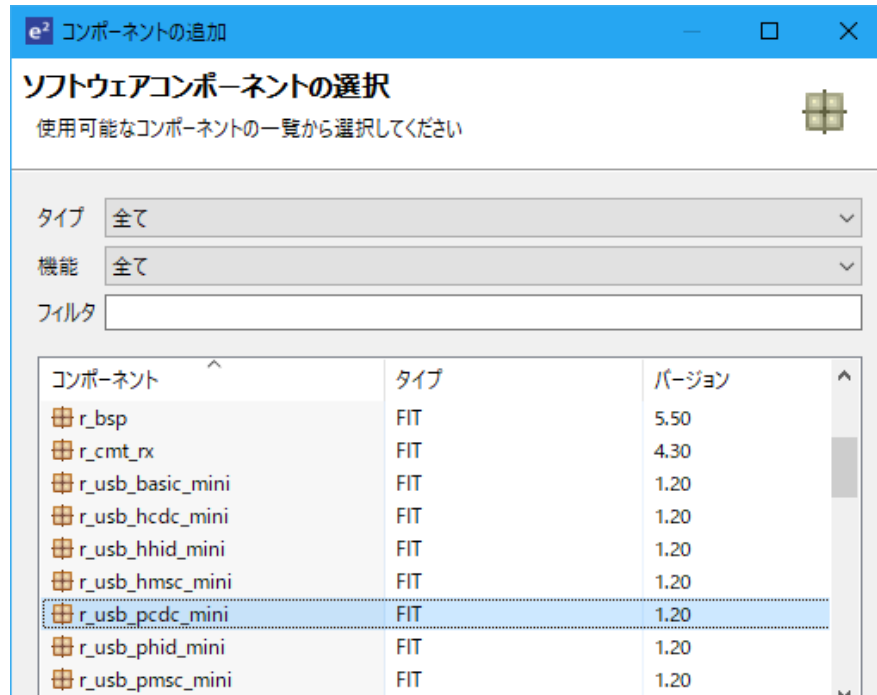 e² コンポーネントの追加
ソフトウェアコンポーネントの選択
使用可能なコンポーネントの一覧から選択してください
タイプ 全て
機能 全て
フィルタ
コンポーネント タイプ バージョン
r_bsp FIT 5.50
r_cmt_rx FIT 4.30
r_usb_basic_mini FIT 1.20
r_usb_hcdc_mini FIT 1.20
r_usb_hhid_mini FIT 1.20
r_usb_hmsc_mini FIT 1.20
r_usb_pcdc_mini FIT 1.20
r_usb_phid_mini FIT 1.20
r_usb_pmsc_mini FIT 1.20